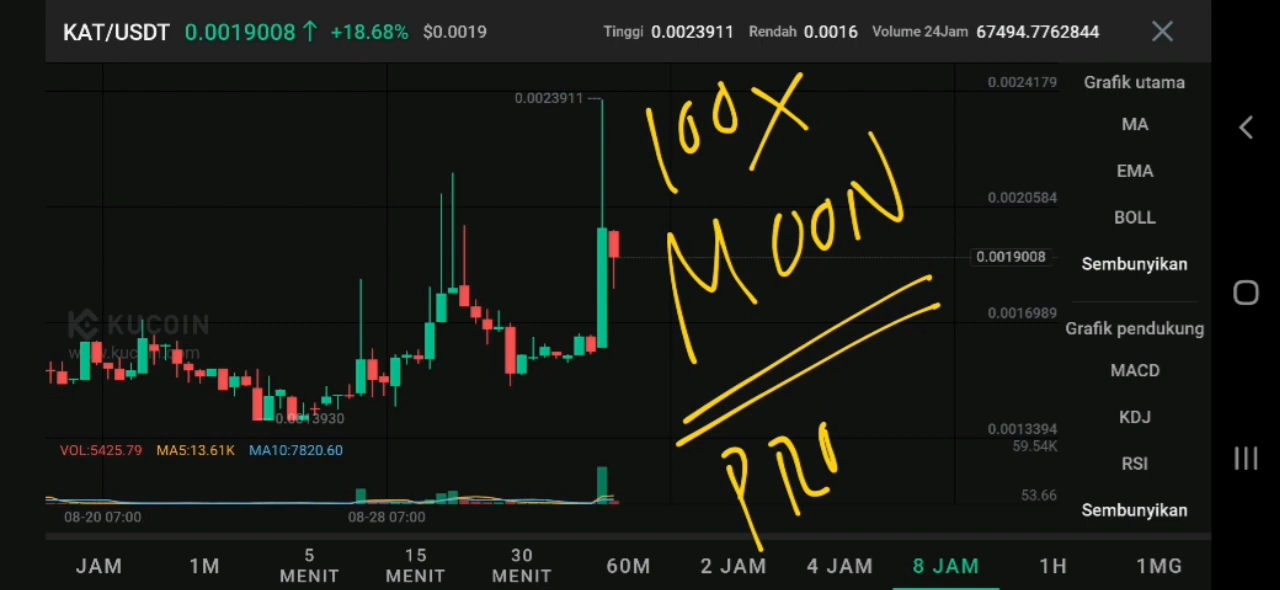 KAT/USDT 0.0019008 ↑ +18.68% $0.0019 Tinggi 0.0023911 Rendah 0.0016 Volume 24Jam 67494.7762844
0.0024179
0.0023911
0.0020584
0.0019008
0.0016989
0.0013930
0.0013394
59.54K
53.66
KUCOIN
www.kucoin.com
100X
MOON
PRO
VOL:5425.79 MA5:13.61K MA10:7820.60
08-20 07:00 08-28 07:00
Grafik utama
MA
EMA
BOLL
Sembunyikan
Grafik pendukung
MACD
KDJ
RSI
Sembunyikan
JAM 1M 5 MENIT 15 MENIT 30 MENIT 60M 2 JAM 4 JAM 8 JAM 1H 1MG